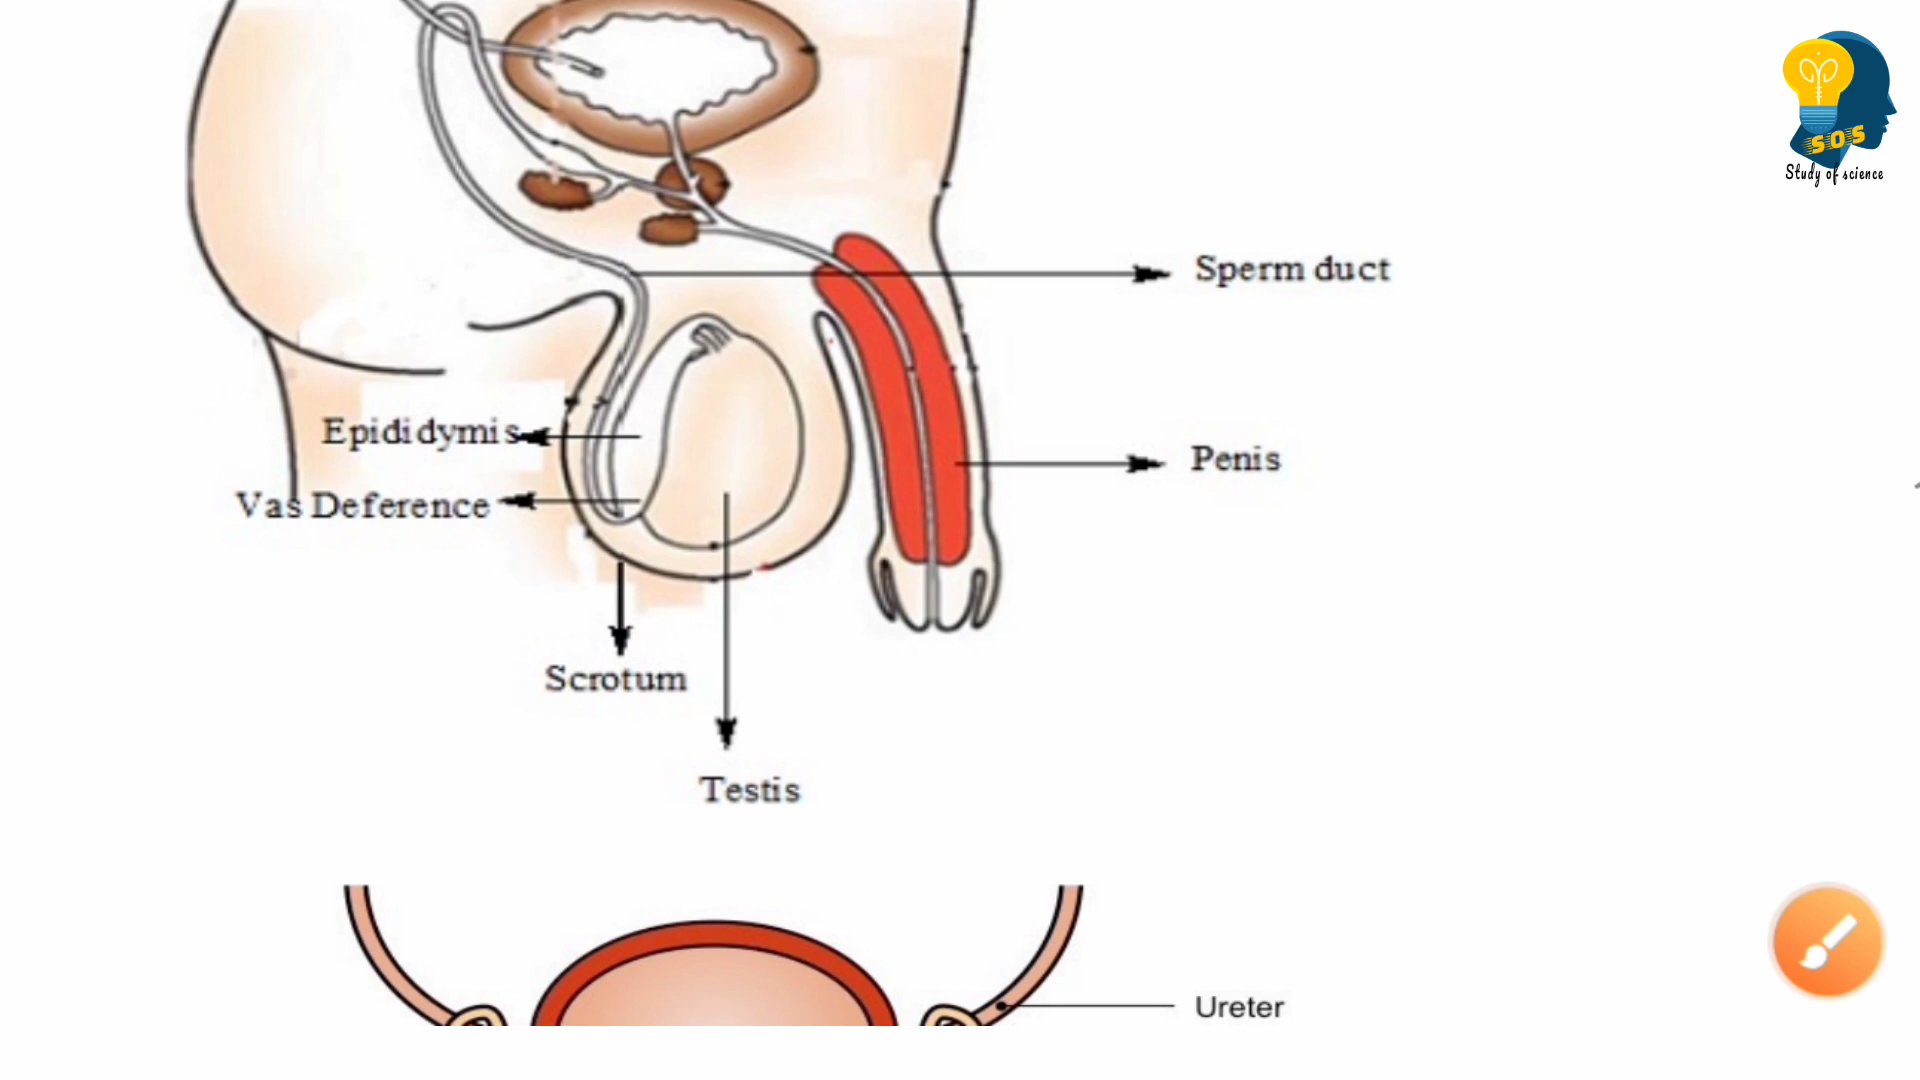 SOS
Study of science
Sperm duct
Epididymis
Penis
Vas Deference
Scrotum
Testis
Ureter